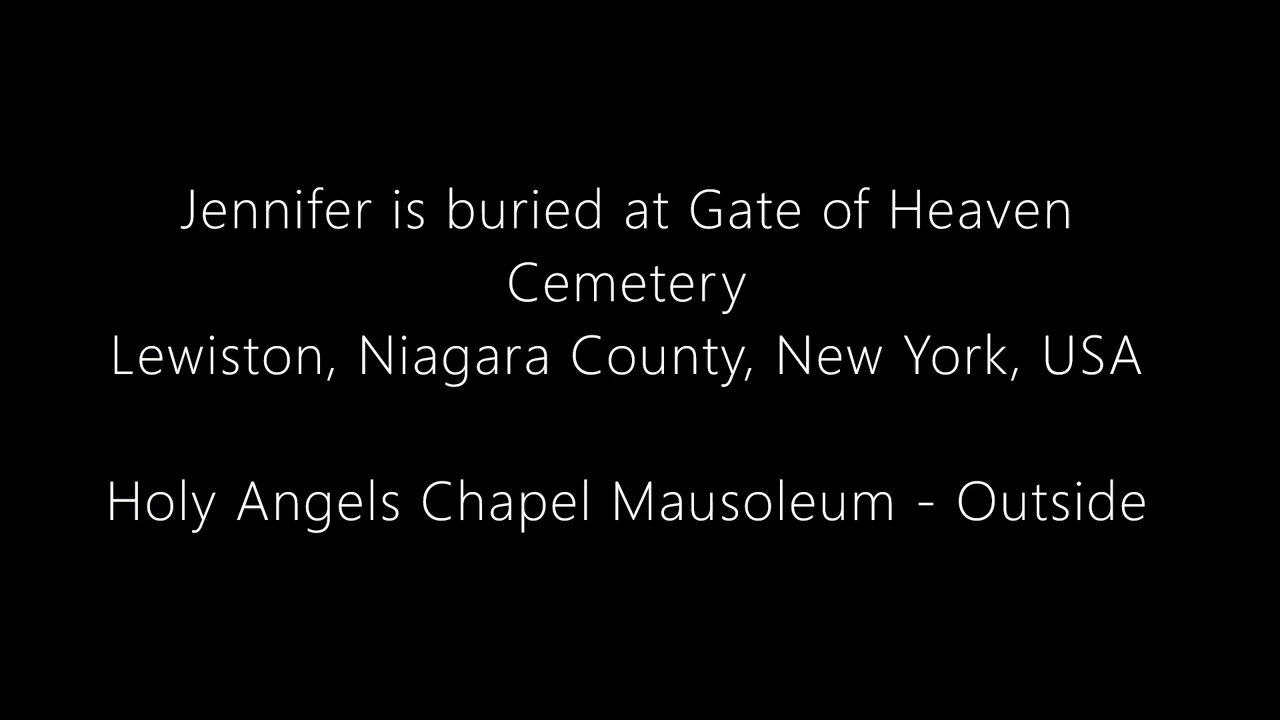 Jennifer is buried at Gate of Heaven
Cemetery
Lewiston, Niagara County, New York, USA
Holy Angels Chapel Mausoleum - Outside